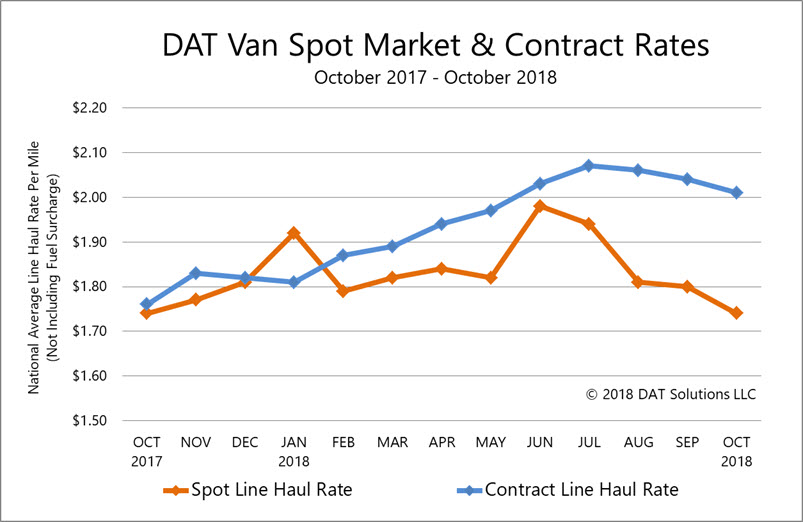 DAT Van Spot Market & Contract Rates
October 2017 - October 2018
National Average Line Haul Rate Per Mile
(Not Including Fuel Surcharge)
$2.20
$2.10
$2.00
$1.90
$1.80
$1.70
$1.60
$1.50
© 2018 DAT Solutions LLC
OCT NOV DEC JAN FEB MAR APR MAY JUN JUL AUG SEP OCT
2017 2018 2018
Spot Line Haul Rate Contract Line Haul Rate